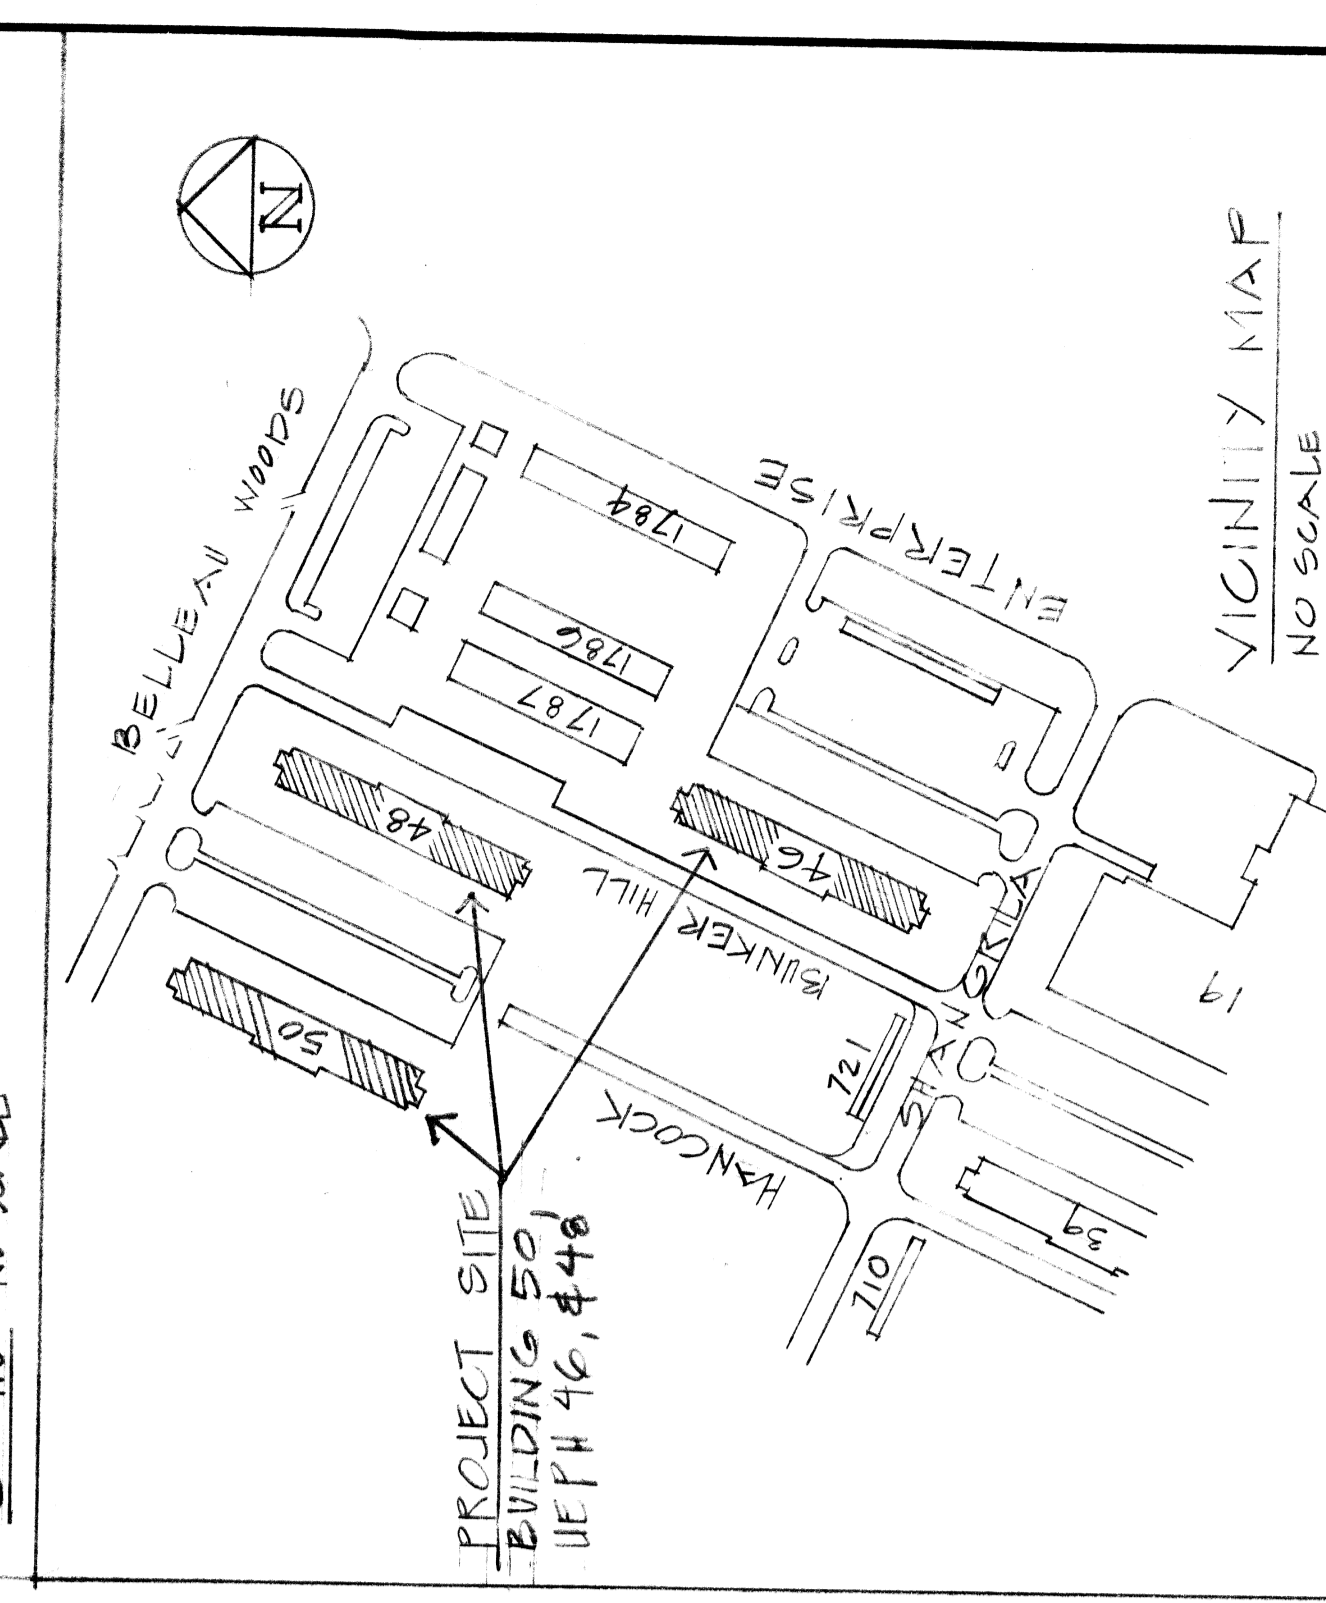 N
BELLEAU WOODS
ENTERPRISE
1784
1786
1787
48
46
50
BUNKER HILL
HANCOCK
721
710
39
19
PROJECT SITE
BUILDING 50,
UEPH 46, & 48
VICINITY MAP
NO SCALE